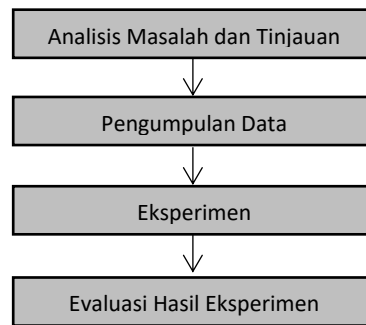 Analisis Masalah dan Tinjauan
Pengumpulan Data
Eksperimen
Evaluasi Hasil Eksperimen